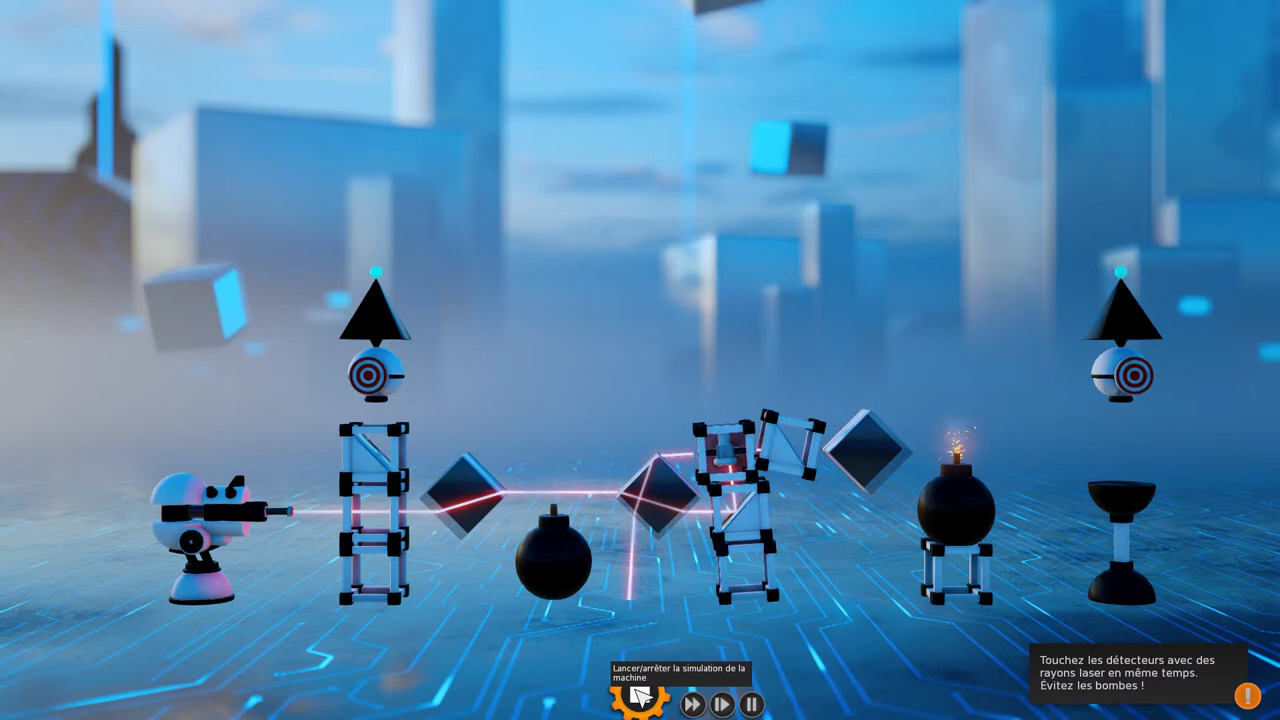 Lancer/arrêter la simulation de la
machine
Touchez les détecteurs avec des
rayons laser en même temps.
Évitez les bombes !